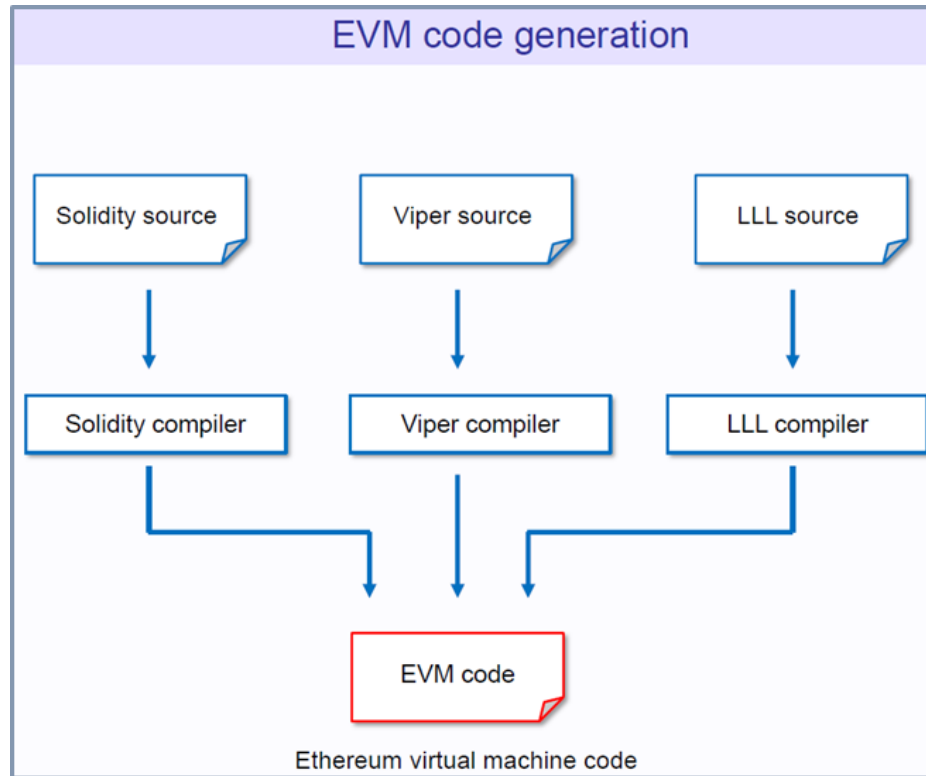 EVM code generation
Solidity source
Viper source
LLL source
Solidity compiler
Viper compiler
LLL compiler
EVM code
Ethereum virtual machine code